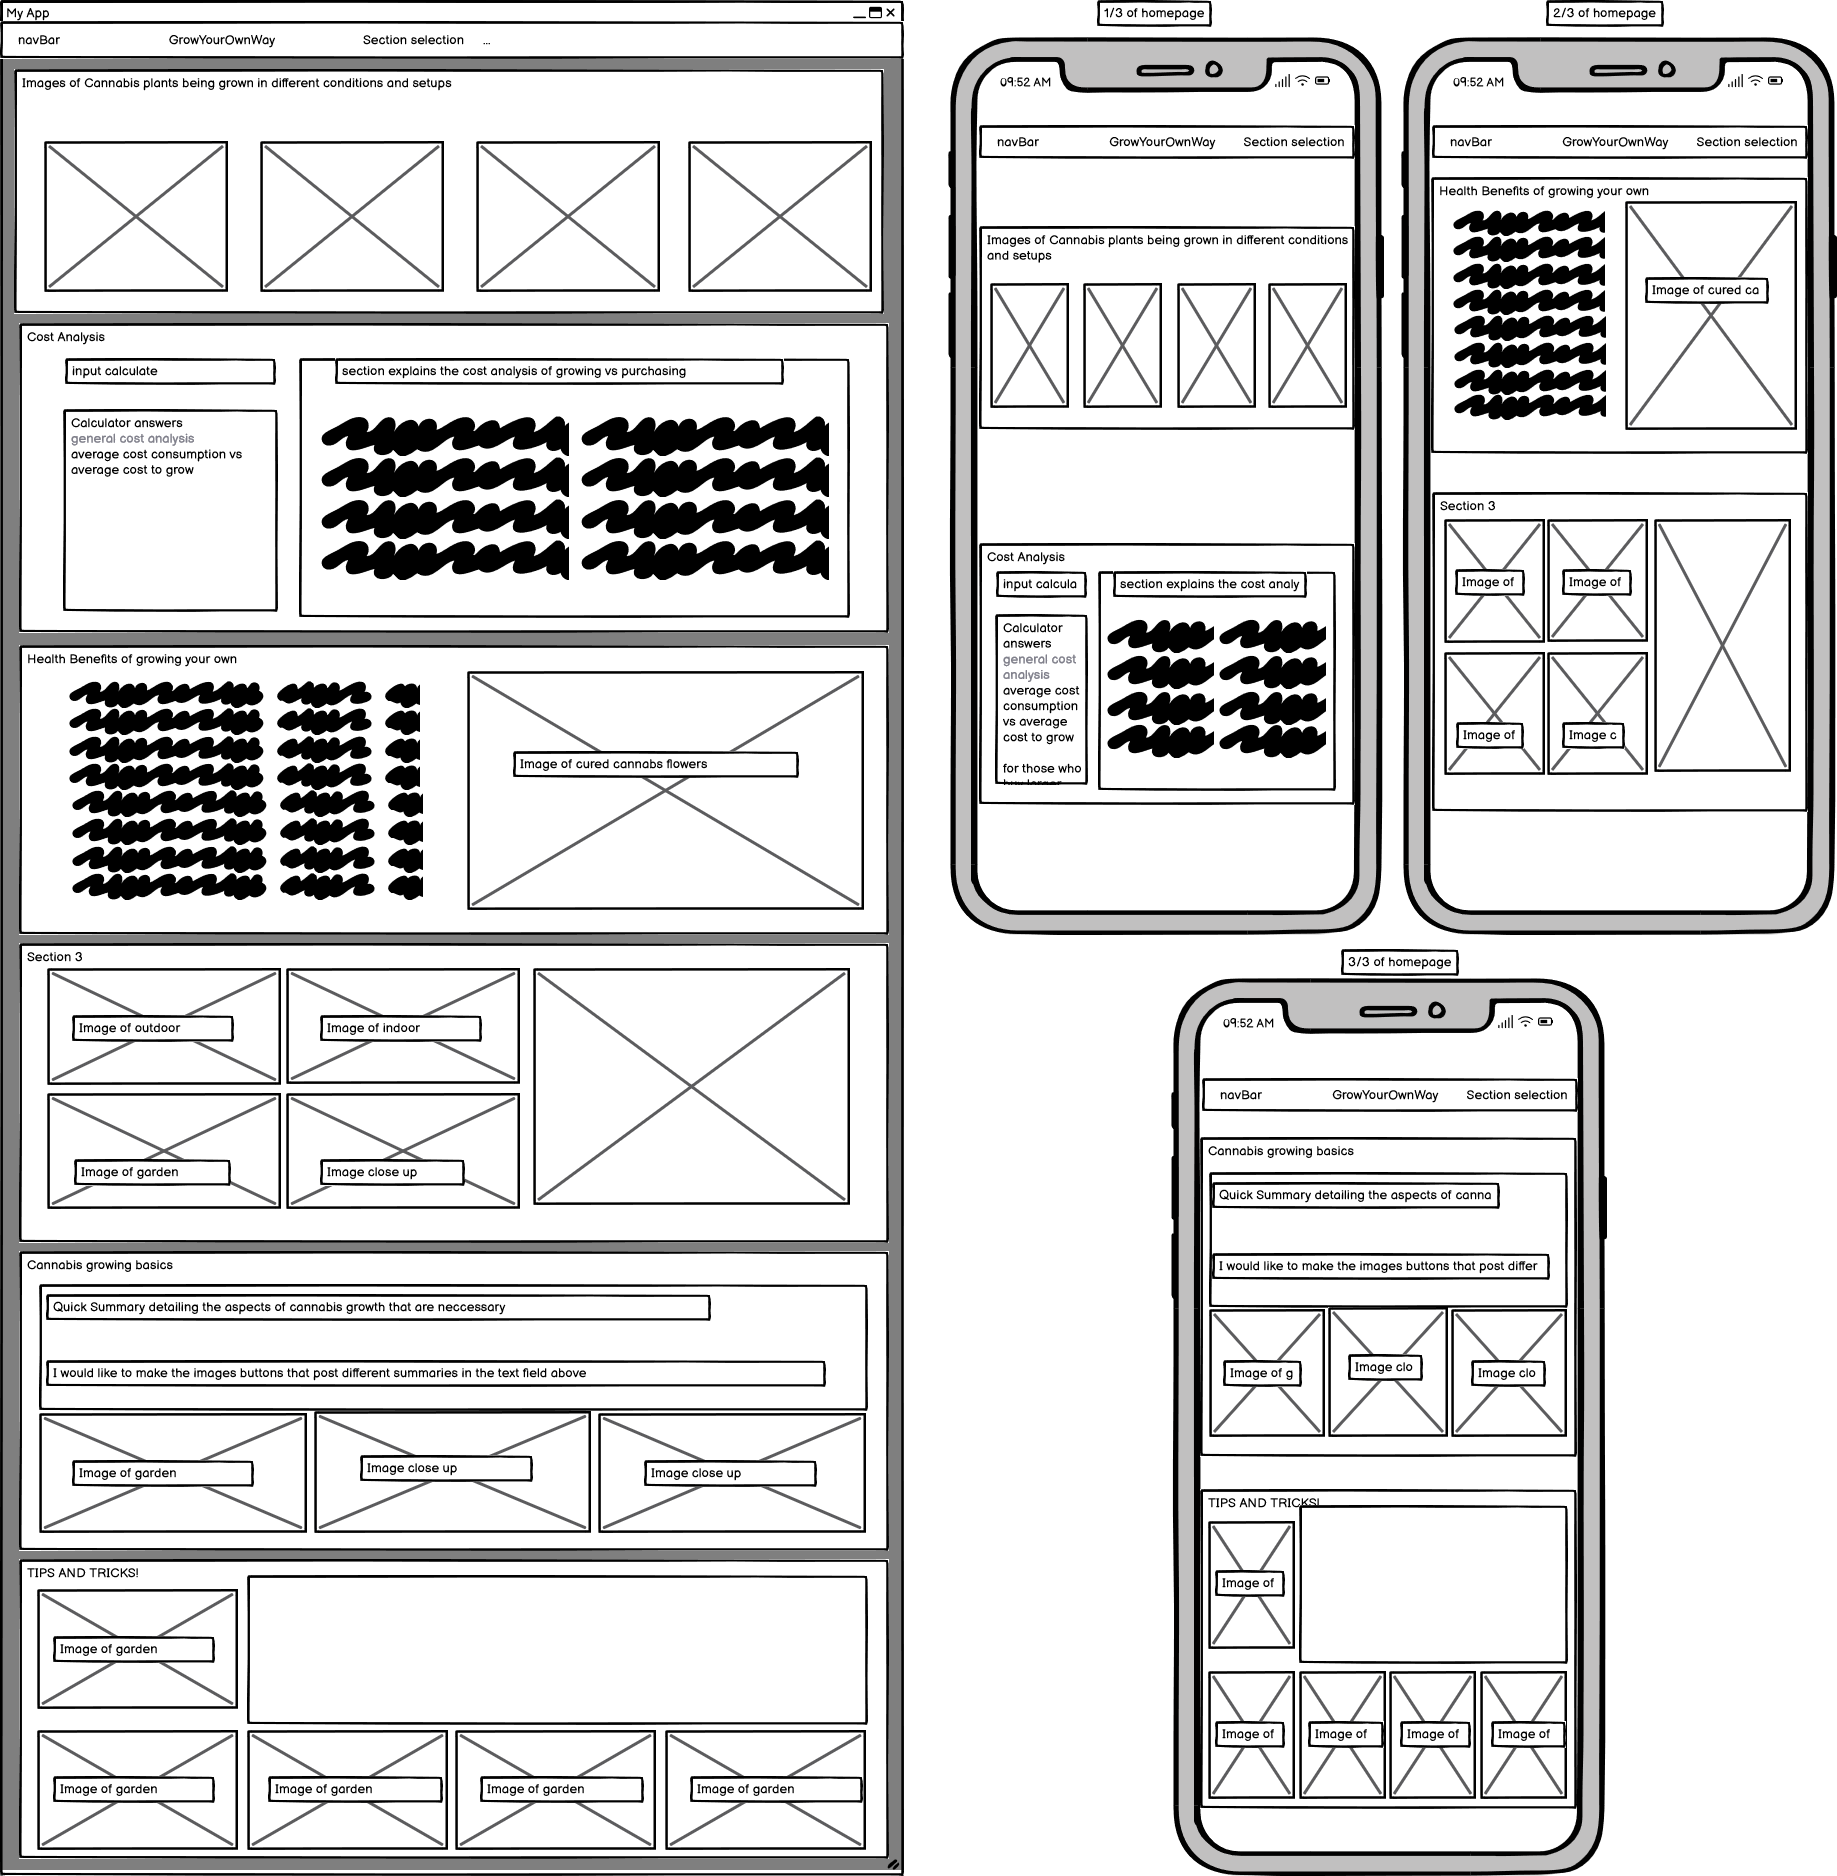 My App
navBar GrowYourOwnWay Section selection ...
Images of Cannabis plants being grown in different conditions and setups
Cost Analysis
input calculate
section explains the cost analysis of growing vs purchasing
Calculator answers
general cost analysis
average cost consumption vs
average cost to grow
Health Benefits of growing your own
Image of cured cannabs flowers
Section 3
Image of outdoor
Image of indoor
Image of garden
Image close up
Cannabis growing basics
Quick Summary detailing the aspects of cannabis growth that are neccessary
I would like to make the images buttons that post different summaries in the text field above
Image of garden
Image close up
Image close up
TIPS AND TRICKS!
Image of garden
Image of garden
Image of garden
Image of garden
Image of garden
1/3 of homepage
09:52 AM
navBar GrowYourOwnWay Section selection
Images of Cannabis plants being grown in different conditions
and setups
Cost Analysis
input calcula
section explains the cost analy
Calculator
answers
general cost
analysis
average cost
consumption
vs average
cost to grow
for those who
2/3 of homepage
09:52 AM
navBar GrowYourOwnWay Section selection
Health Benefits of growing your own
Image of cured ca
Section 3
Image of
Image of
Image of
Image c
3/3 of homepage
09:52 AM
navBar GrowYourOwnWay Section selection
Cannabis growing basics
Quick Summary detailing the aspects of canna
I would like to make the images buttons that post differ
Image of g
Image clo
Image clo
TIPS AND TRICKS!
Image of
Image of
Image of
Image of
Image of